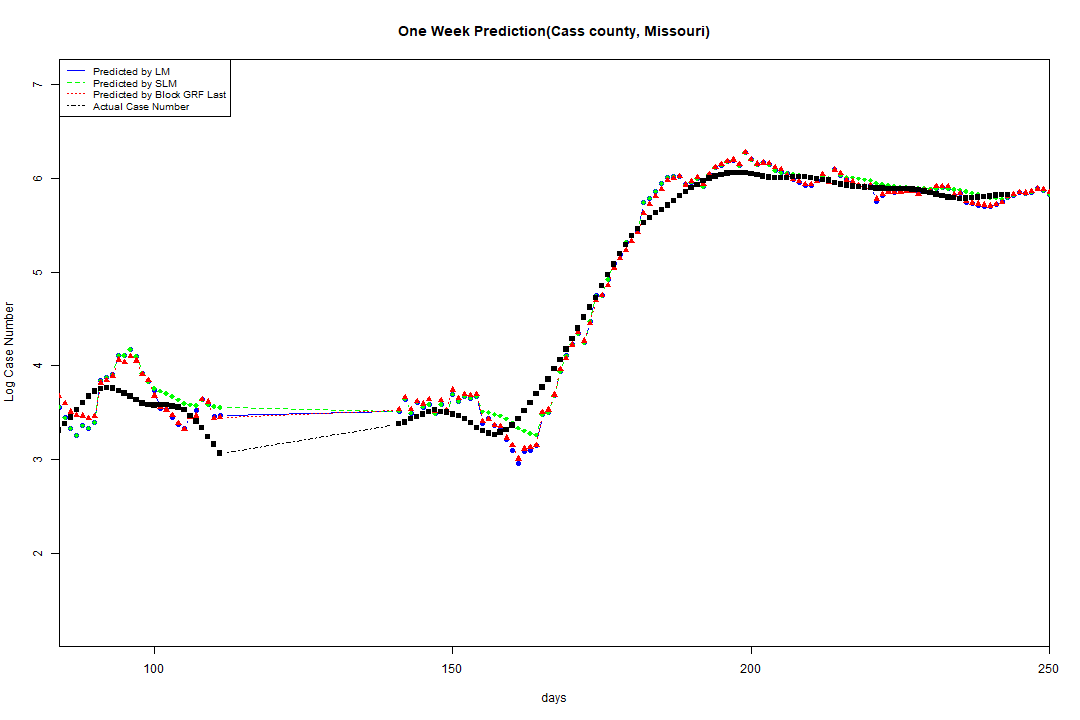 One Week Prediction(Cass county, Missouri)
Predicted by LM
Predicted by SLM
Predicted by Block GRF Last
Actual Case Number
7
6
5
4
3
2
Log Case Number
100 150 200 250
days